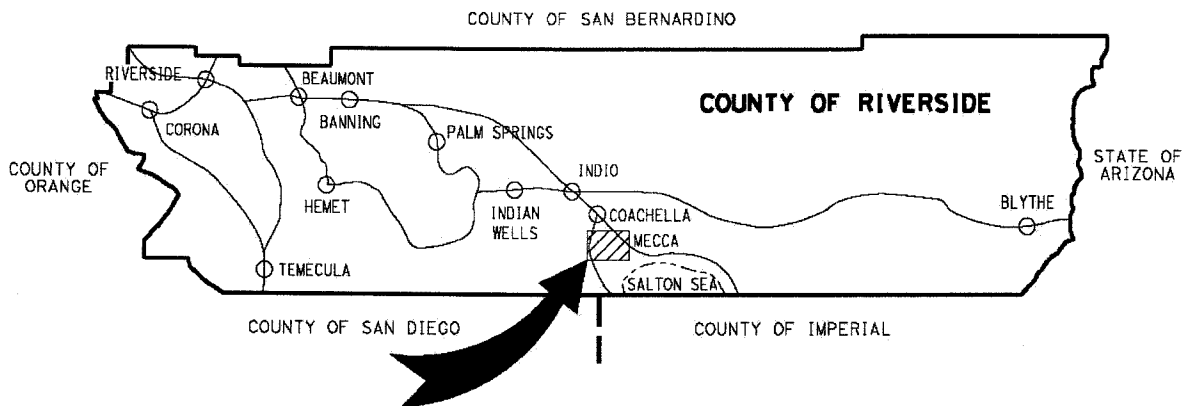 COUNTY OF SAN BERNARDINO
RIVERSIDE
BEAUMONT
COUNTY OF RIVERSIDE
CORONA
BANNING
PALM SPRINGS
COUNTY OF
ORANGE
STATE OF
ARIZONA
HEMET
INDIO
INDIAN
WELLS
COACHELLA
BLYTHE
MECCA
TEMECULA
SALTON SEA
COUNTY OF SAN DIEGO
COUNTY OF IMPERIAL